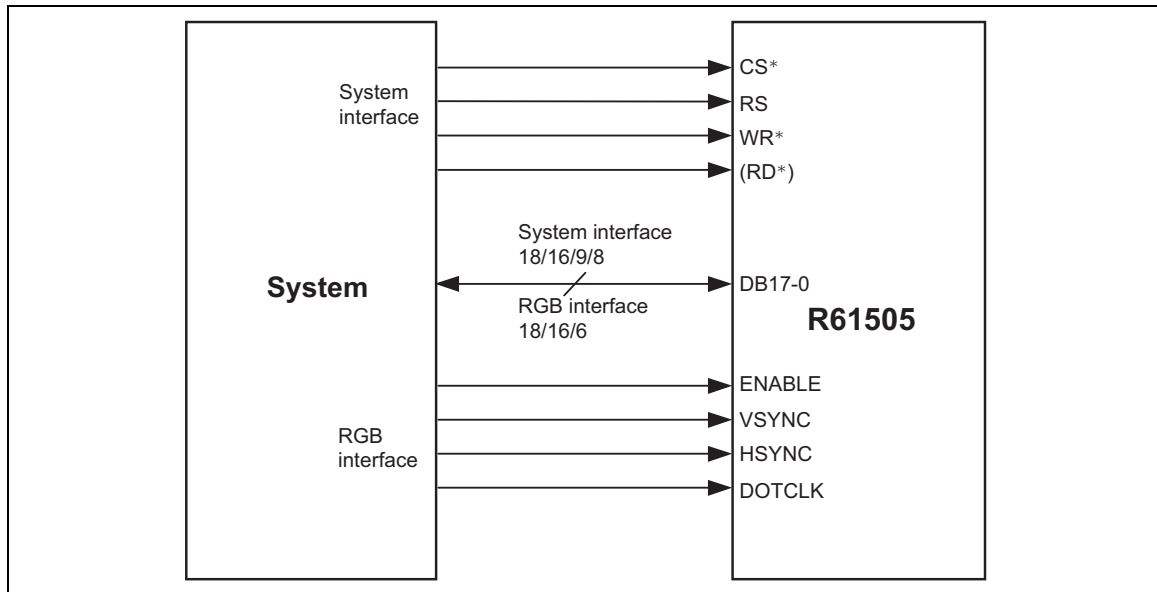 System
interface
CS*
RS
WR*
(RD*)
System interface
18/16/9/8
System
DB17-0
RGB interface
18/16/6
R61505
RGB
interface
ENABLE
VSYNC
HSYNC
DOTCLK